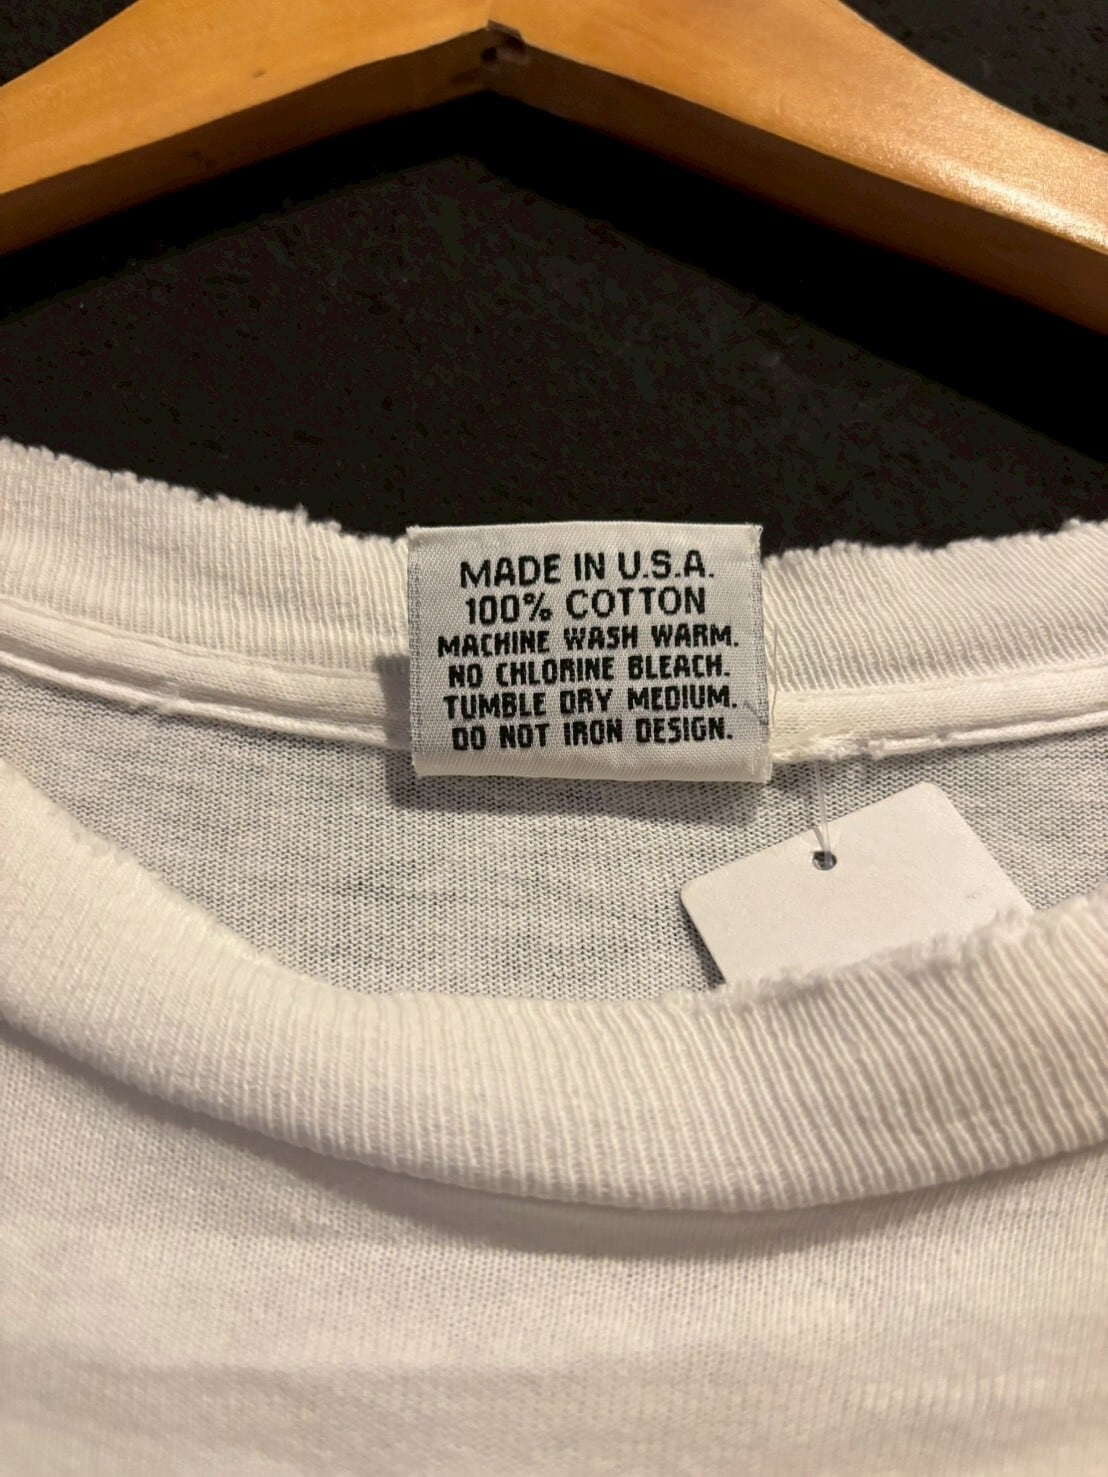 MADE IN U.S.A.
100% COTTON
MACHINE WASH WARM.
NO CHLORINE BLEACH.
TUMBLE DRY MEDIUM.
DO NOT IRON DESIGN.